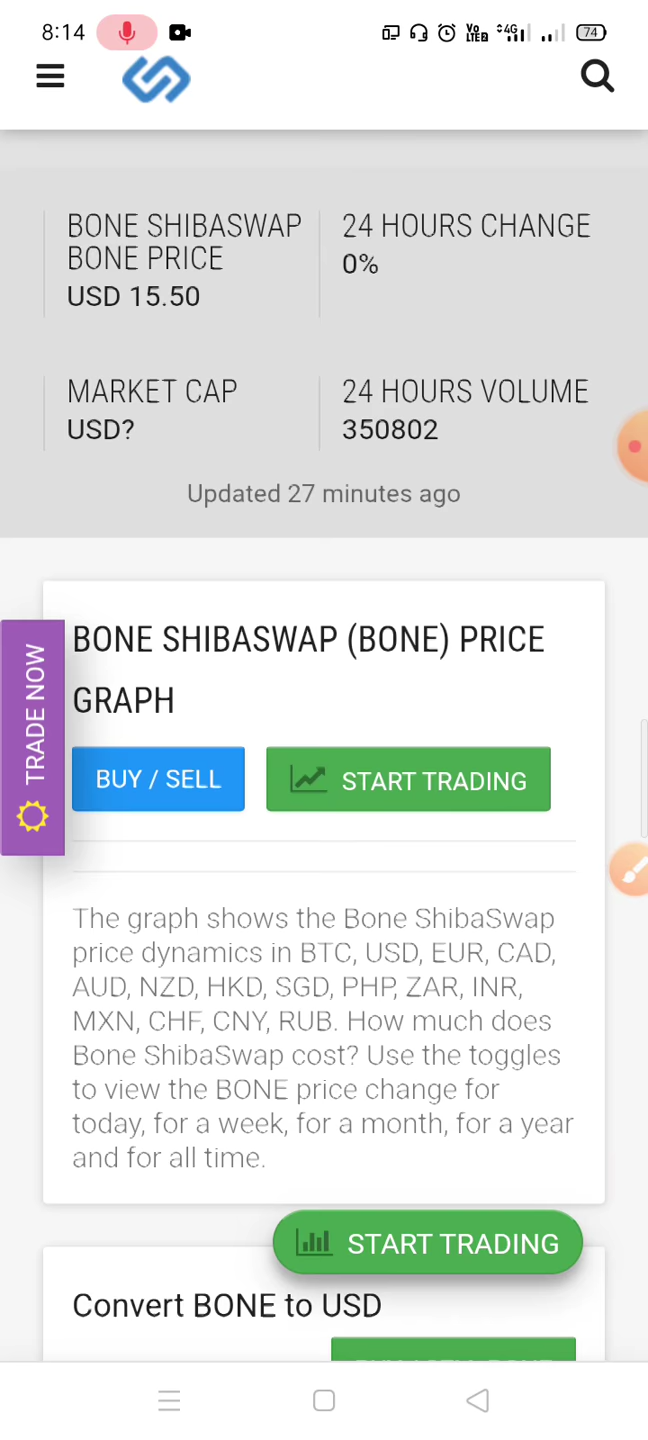 8:14
Vo
LTE2
4G
74
BONE SHIBASWAP
BONE PRICE
USD 15.50
24 HOURS CHANGE
0%
MARKET CAP
USD?
24 HOURS VOLUME
350802
Updated 27 minutes ago
TRADE NOW
BONE SHIBASWAP (BONE) PRICE
GRAPH
BUY / SELL
START TRADING
The graph shows the Bone ShibaSwap
price dynamics in BTC, USD, EUR, CAD,
AUD, NZD, HKD, SGD, PHP, ZAR, INR,
MXN, CHF, CNY, RUB. How much does
Bone ShibaSwap cost? Use the toggles
to view the BONE price change for
today, for a week, for a month, for a year
and for all time.
START TRADING
Convert BONE to USD